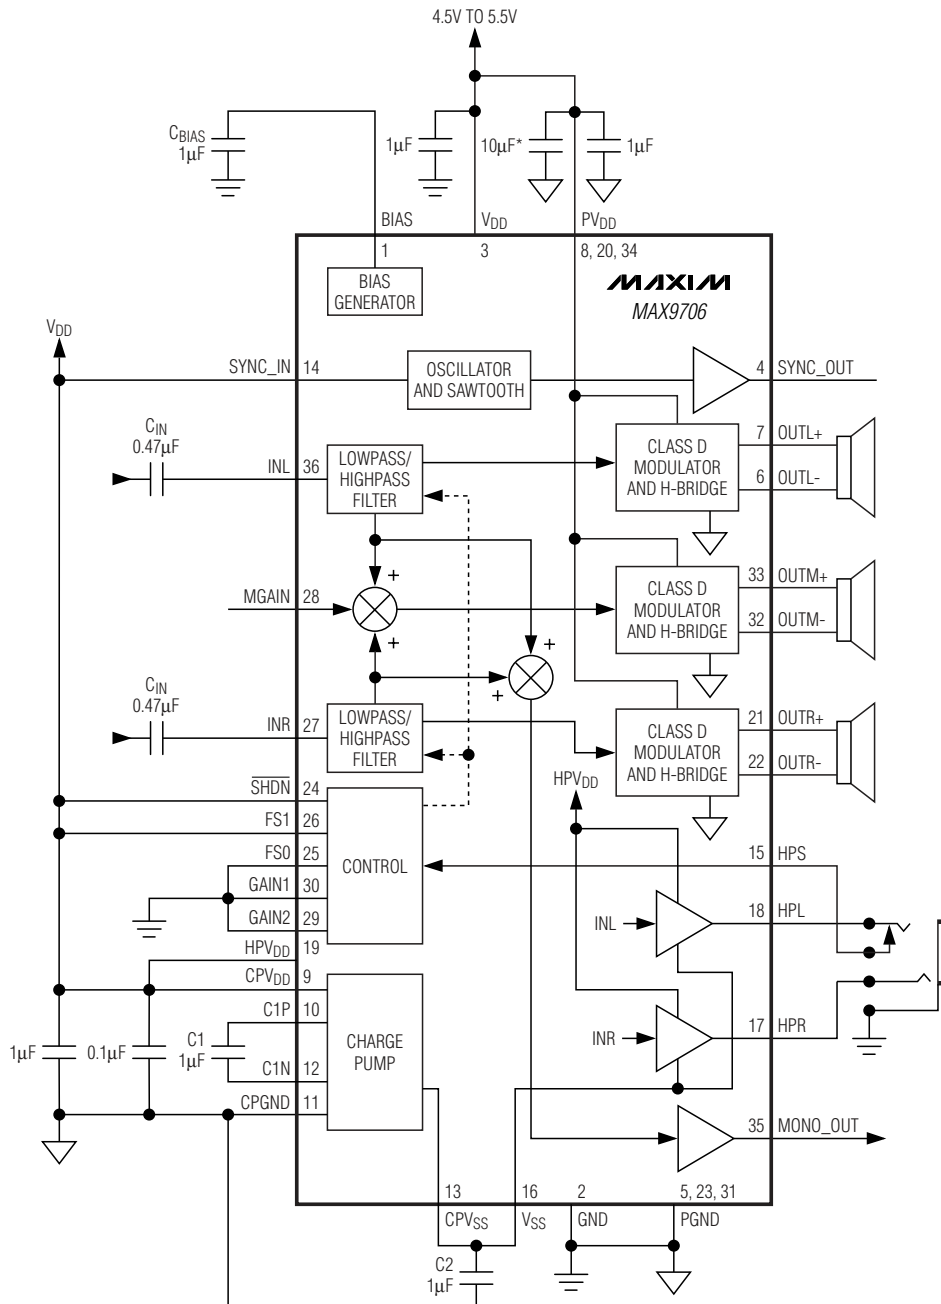 4.5V TO 5.5V
CBIAS
1µF
1µF
10µF*
1µF
BIAS
VDD
PVDD
1
3
8, 20, 34
BIAS
GENERATOR
MAXIM
MAX9706
VDD
SYNC_IN
14
OSCILLATOR
AND SAWTOOTH
4
SYNC_OUT
CIN
0.47µF
INL
36
LOWPASS/
HIGHPASS
FILTER
CLASS D
MODULATOR
AND H-BRIDGE
7
OUTL+
6
OUTL-
+
MGAIN
28
+
CLASS D
MODULATOR
AND H-BRIDGE
33
OUTM+
32
OUTM-
+
+
CIN
0.47µF
INR
27
LOWPASS/
HIGHPASS
FILTER
CLASS D
MODULATOR
AND H-BRIDGE
21
OUTR+
22
OUTR-
HPVDD
SHDN
24
FS1
26
FS0
25
GAIN1
30
GAIN2
29
CONTROL
15
HPS
HPVDD
19
INL
18
HPL
CPVDD
9
C1P
10
C1
1µF
C1N
12
CPGND
11
1µF
0.1µF
CHARGE
PUMP
INR
17
HPR
35
MONO_OUT
13
16
2
5, 23, 31
CPVSS
VSS
GND
PGND
C2
1µF